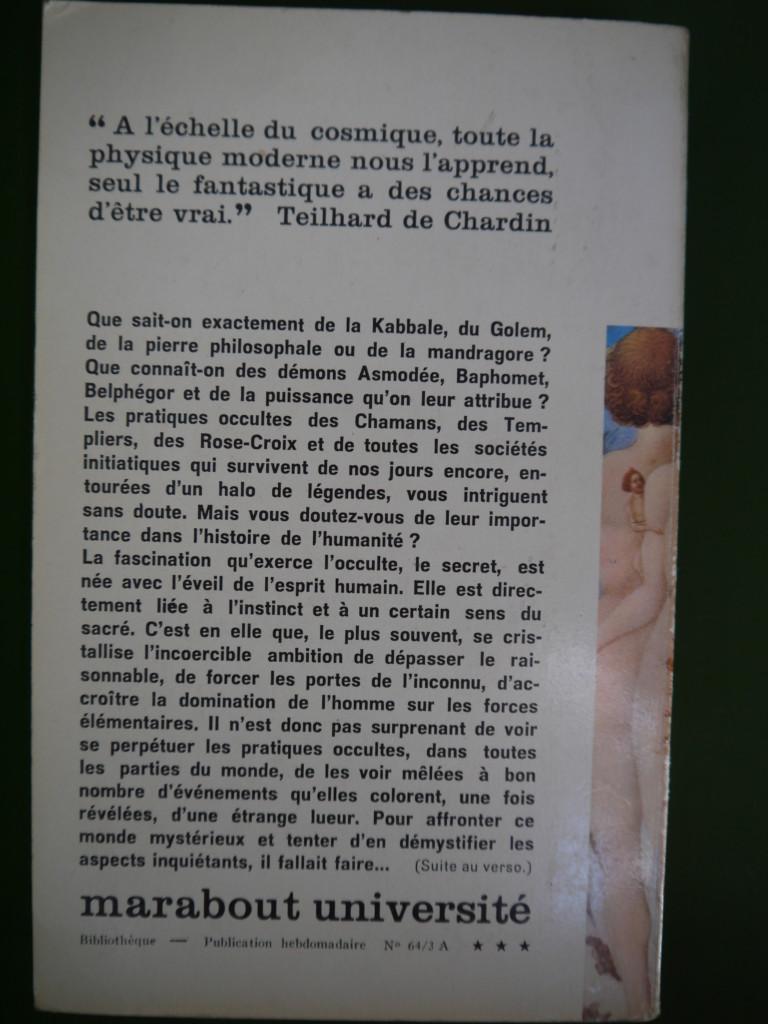 “ A l'échelle du cosmique, toute la
physique moderne nous l'apprend,
seul le fantastique a des chances
d'être vrai.” Teilhard de Chardin
Que sait-on exactement de la Kabbale, du Golem,
de la pierre philosophale ou de la mandragore ?
Que connaît-on des démons Asmodée, Baphomet,
Belphégor et de la puissance qu'on leur attribue ?
Les pratiques occultes des Chamans, des Tem-
pliers, des Rose-Croix et de toutes les sociétés
initiatiques qui survivent de nos jours encore, en-
tourées d'un halo de légendes, vous intriguent
sans doute. Mais vous doutez-vous de leur impor-
tance dans l'histoire de l'humanité ?
La fascination qu'exerce l'occulte, le secret, est
née avec l'éveil de l'esprit humain. Elle est direc-
tement liée à l'instinct et à un certain sens du
sacré. C'est en elle que, le plus souvent, se cris-
tallise l'incoercible ambition de dépasser le rai-
sonnable, de forcer les portes de l'inconnu, d'ac-
croître la domination de l'homme sur les forces
élémentaires. Il n'est donc pas surprenant de voir
se perpétuer les pratiques occultes, dans toutes
les parties du monde, de les voir mêlées à bon
nombre d'événements qu'elles colorent, une fois
révélées, d'une étrange lueur. Pour affronter ce
monde mystérieux et tenter d'en démystifier les
aspects inquiétants, il fallait faire... (Suite au verso.)
marabout université
Bibliothèque — Publication hebdomadaire Nº 64/3 A ★ ★ ★